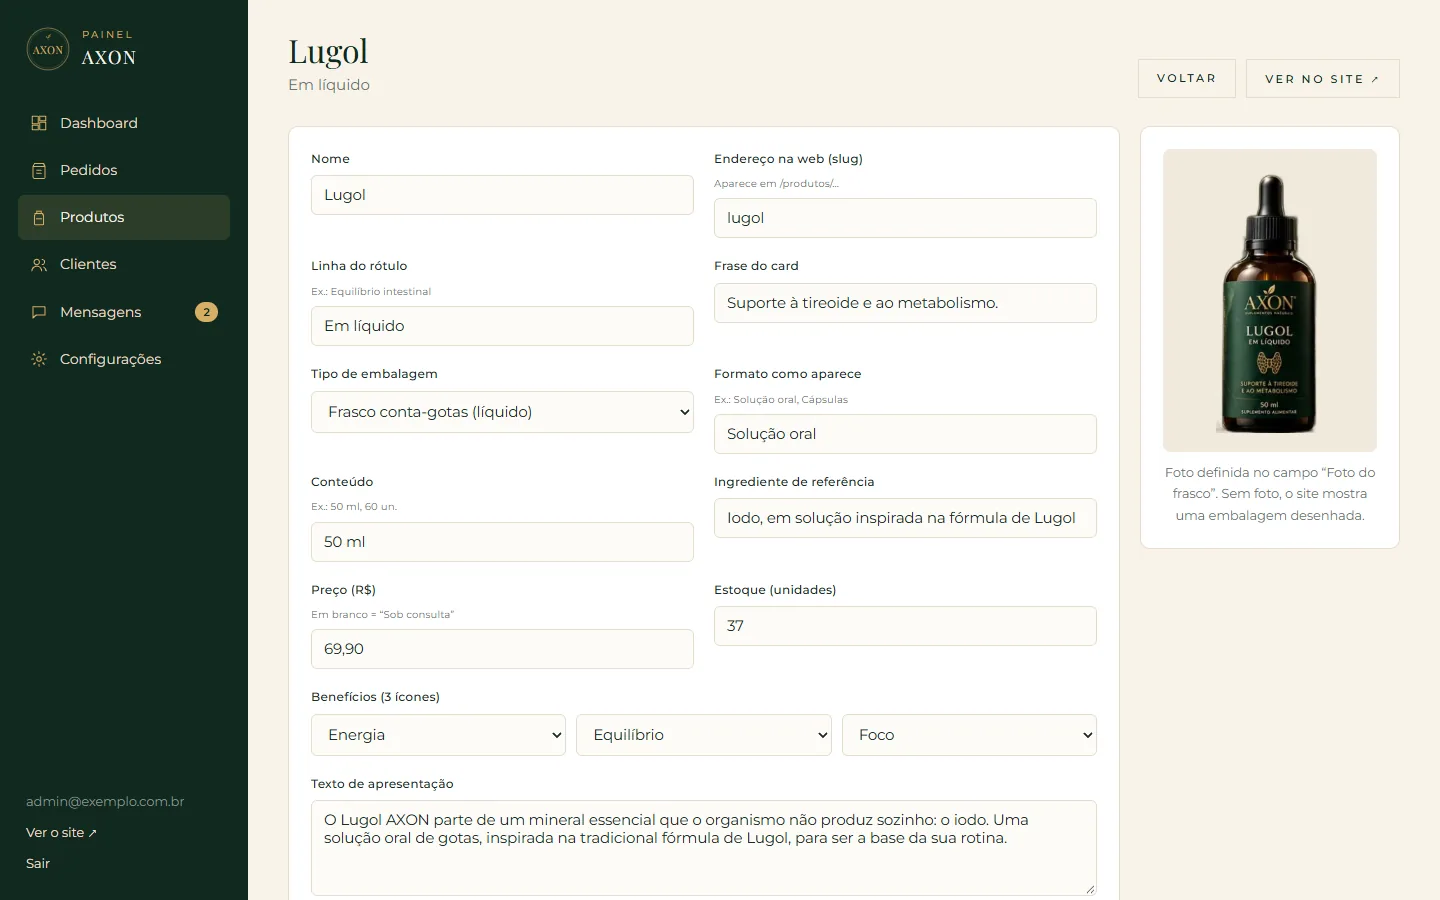 AXON
PAINEL
AXON
Dashboard
Pedidos
Produtos
Clientes
Mensagens
2
Configurações
admin@exemplo.com.br
Ver o site ↗
Sair
Lugol
Em líquido
VOLTAR
VER NO SITE ↗
Nome
Lugol
Endereço na web (slug)
Aparece em /produtos/...
lugol
Linha do rótulo
Ex.: Equilíbrio intestinal
Em líquido
Frase do card
Suporte à tireoide e ao metabolismo.
Tipo de embalagem
Frasco conta-gotas (líquido)
Formato como aparece
Ex.: Solução oral, Cápsulas
Solução oral
Conteúdo
Ex.: 50 ml, 60 un.
50 ml
Ingrediente de referência
Iodo, em solução inspirada na fórmula de Lugol
Preço (R$)
Em branco = “Sob consulta”
69,90
Estoque (unidades)
37
Benefícios (3 ícones)
Energia
Equilíbrio
Foco
Texto de apresentação
O Lugol AXON parte de um mineral essencial que o organismo não produz sozinho: o iodo. Uma
solução oral de gotas, inspirada na tradicional fórmula de Lugol, para ser a base da sua rotina.
AXON
SUPLEMENTOS NATURAIS
LUGOL
EM LÍQUIDO
SUPORTE À TIREOIDE
E AO METABOLISMO
50 ml
SUPLEMENTO ALIMENTAR
Foto definida no campo “Foto do
frasco”. Sem foto, o site mostra
uma embalagem desenhada.